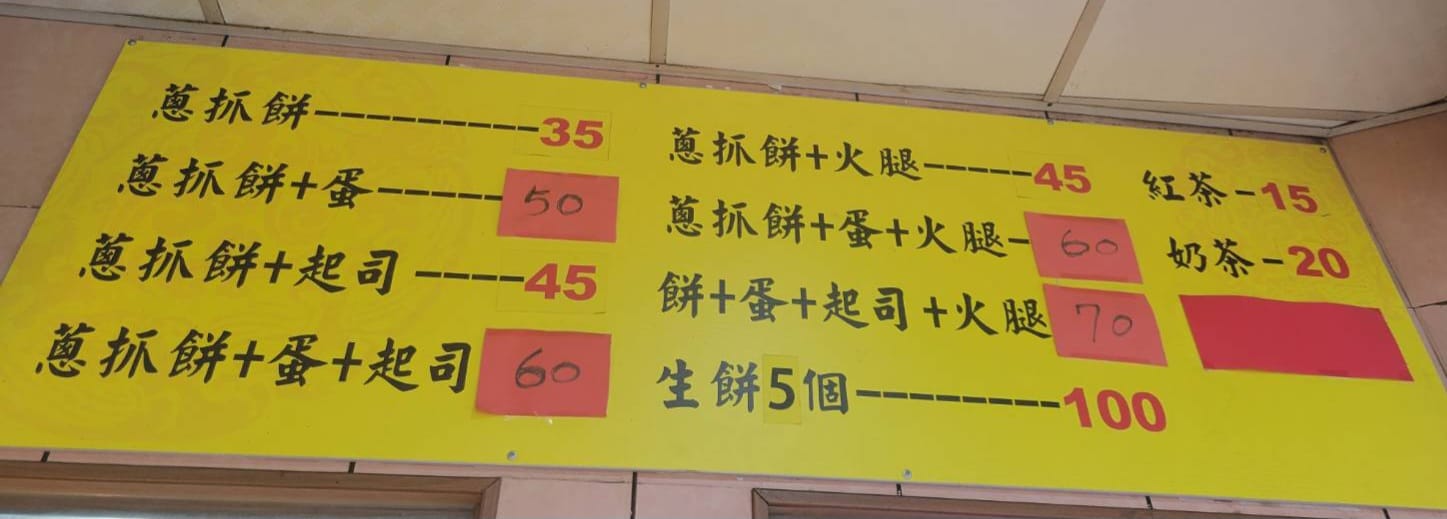 蔥抓餅----------35
蔥抓餅+蛋-----50
蔥抓餅+起司----45
蔥抓餅+蛋+起司 60
蔥抓餅+火腿-----45
蔥抓餅+蛋+火腿-60
餅+蛋+起司+火腿 70
生餅5個---------100
紅茶-15
奶茶-20